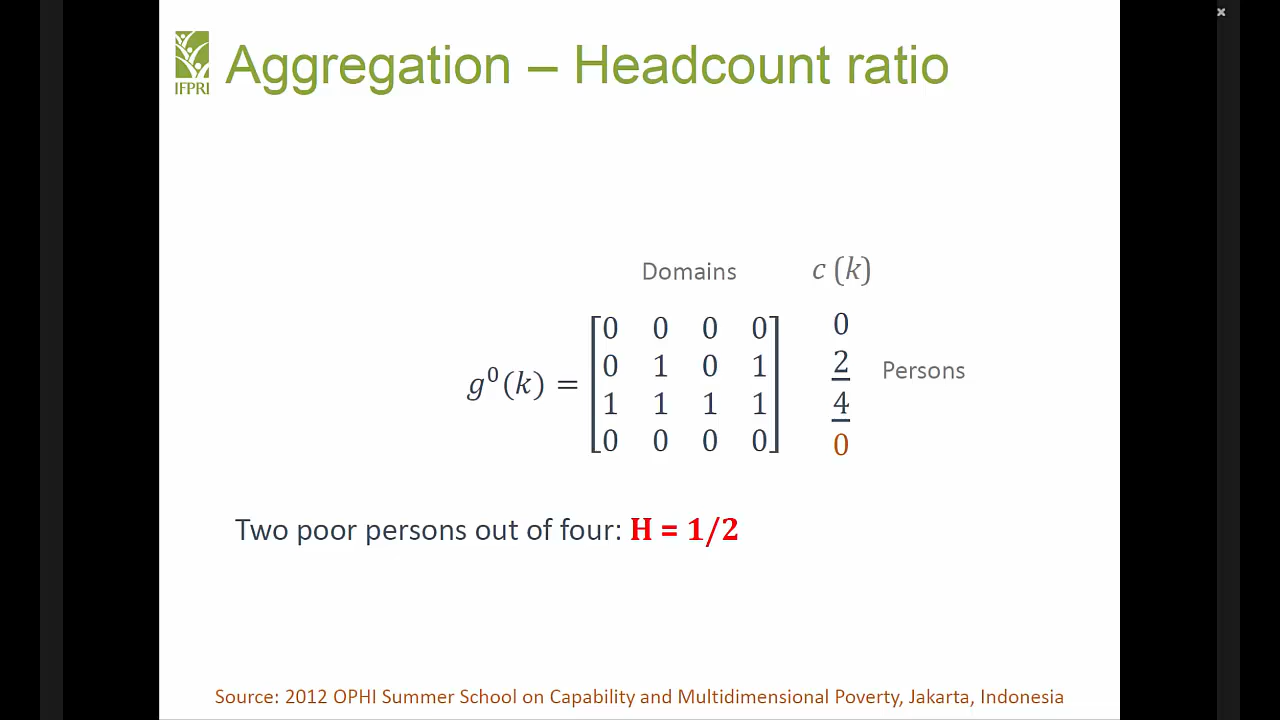 IFPRI
Aggregation – Headcount ratio
Domains
c (k)
g⁰(k) =
0 0 0 0 0
0 1 0 1 2
1 1 1 1 4
0 0 0 0 0
Persons
Two poor persons out of four: H = 1/2
Source: 2012 OPHI Summer School on Capability and Multidimensional Poverty, Jakarta, Indonesia